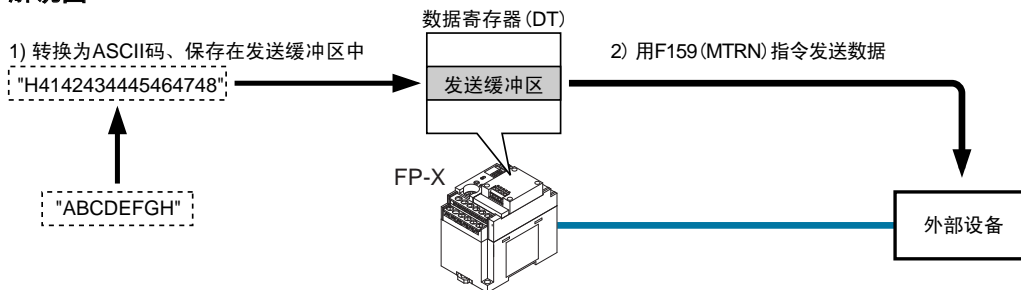 数据寄存器(DT)
1) 转换为ASCII码、保存在发送缓冲区中
2) 用F159(MTRN)指令发送数据
"H4142434445464748"
发送缓冲区
FP-X
"ABCDEFGH"
外部设备